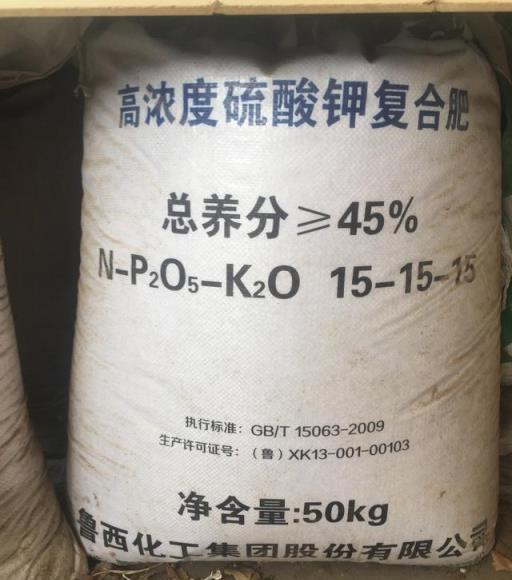 高浓度硫酸钾复合肥
总养分≥45%
N-P₂O₅-K₂O 15-15-15
执行标准: GB/T 15063-2009
生产许可证号:（鲁）XK13-001-00103
净含量:50kg
鲁西化工集团股份有限公司